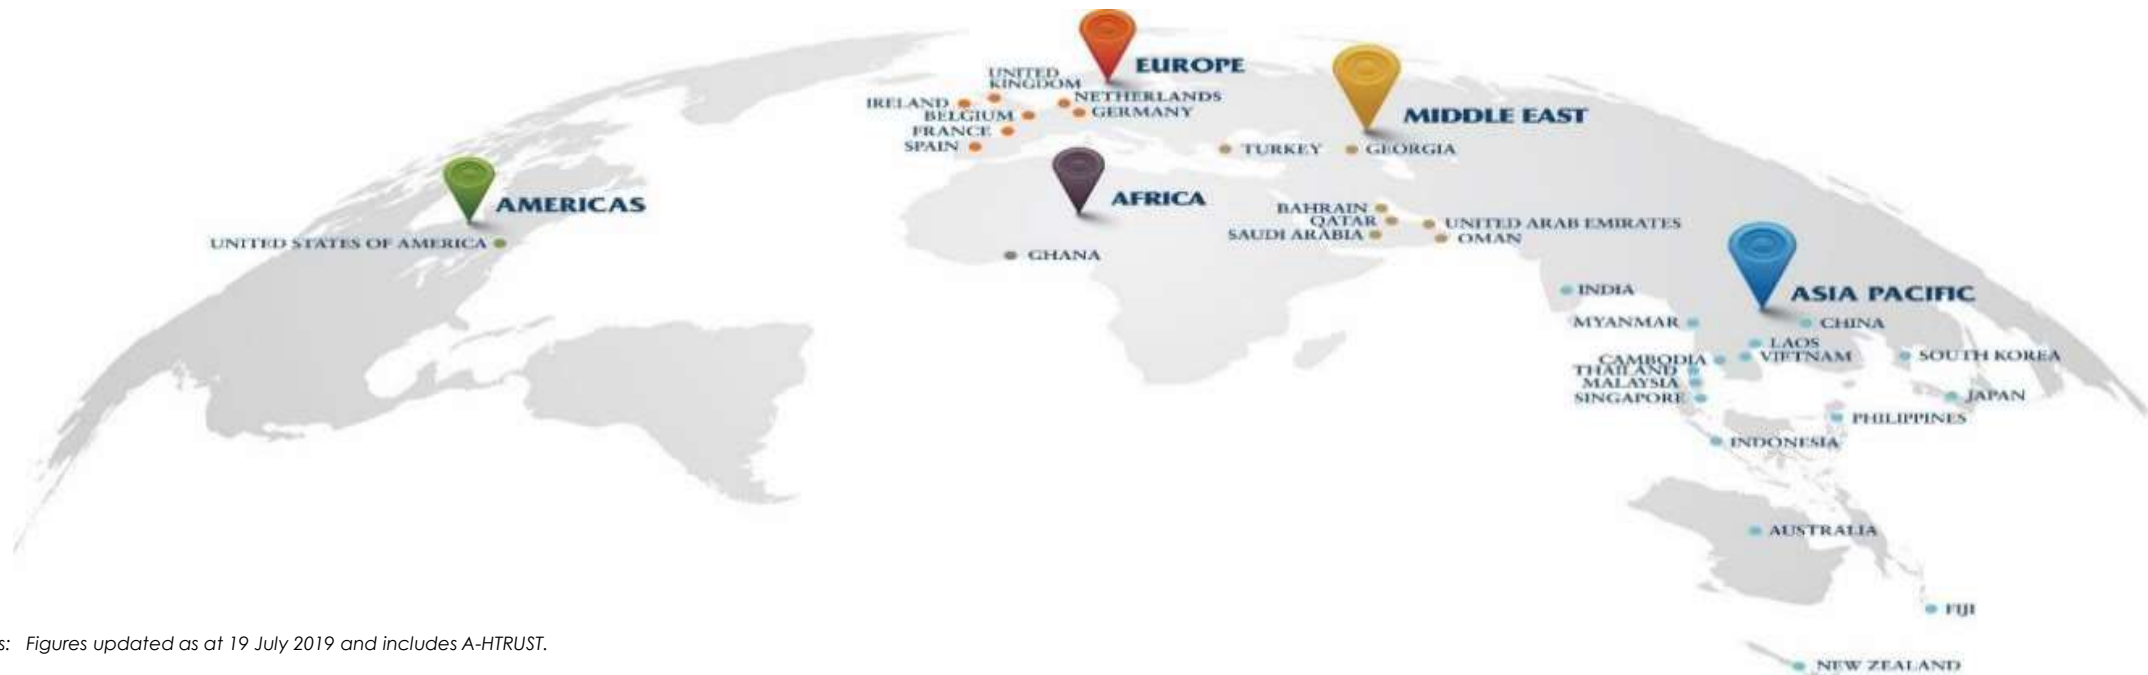 EUROPE
UNITED
KINGDOM
IRELAND
NETHERLANDS
BELGIUM
GERMANY
FRANCE
SPAIN
MIDDLE EAST
TURKEY
GEORGIA
AMERICAS
UNITED STATES OF AMERICA
AFRICA
GHANA
BAHRAIN
QATAR
SAUDI ARABIA
UNITED ARAB EMIRATES
OMAN
ASIA PACIFIC
INDIA
MYANMAR
CHINA
LAOS
CAMBODIA
VIETNAM
SOUTH KOREA
THAILAND
MALAYSIA
SINGAPORE
JAPAN
PHILIPPINES
INDONESIA
AUSTRALIA
FIJI
NEW ZEALAND
s: Figures updated as at 19 July 2019 and includes A-HTRUST.